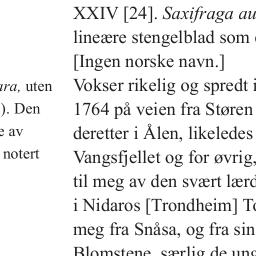 XXIV [24]. Saxifraga au
lineære stengelblad som
[Ingen norske navn.]
Vokser rikelig og spredt i
1764 på veien fra Støren
deretter i Ålen, likeledes
Vangsfjellet og for øvrig,
til meg av den svært lærd
i Nidaros [Trondheim] To
meg fra Snåsa, og fra sin
Blomstene, særlig de ung
ara, uten
). Den
e av
notert